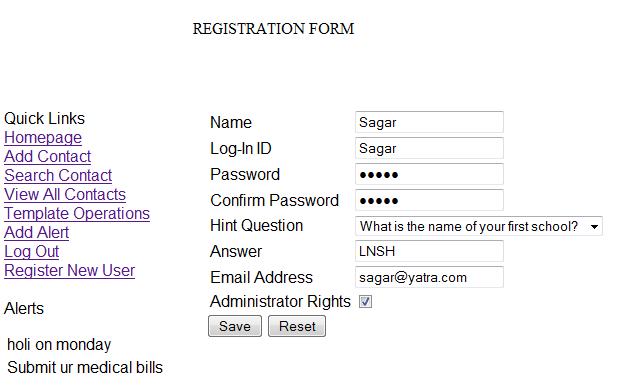 REGISTRATION FORM
Quick Links
Homepage
Add Contact
Search Contact
View All Contacts
Template Operations
Add Alert
Log Out
Register New User
Alerts
holi on monday
Submit ur medical bills
Name Sagar
Log-In ID Sagar
Password •••••
Confirm Password •••••
Hint Question What is the name of your first school?
Answer LNSH
Email Address sagar@yatra.com
Administrator Rights
Save Reset